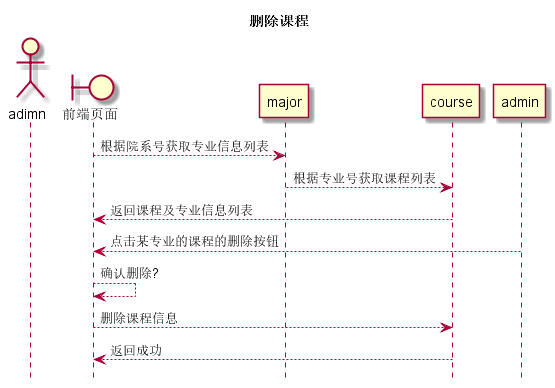 删除课程
adimn
前端页面
major
course
admin
根据院系号获取专业信息列表
根据专业号获取课程列表
返回课程及专业信息列表
点击某专业的课程的删除按钮
确认删除?
删除课程信息
返回成功